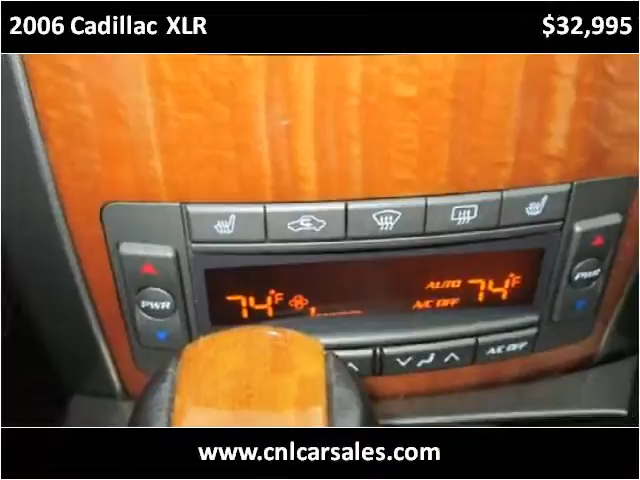 2006 Cadillac XLR $32,995
PWR
74°F AUTO 74°F
A/C OFF
PWR
A/C OFF
www.cnlcarsales.com